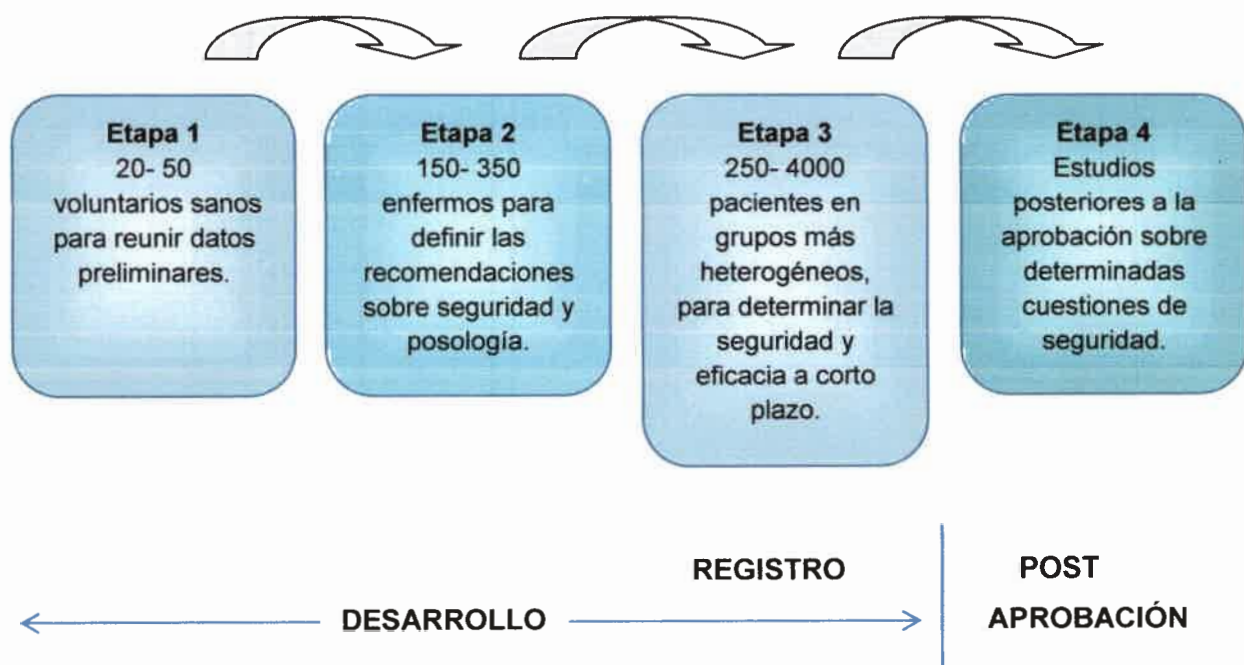 Etapa 1
20- 50
voluntarios sanos
para reunir datos
preliminares.
Etapa 2
150- 350
enfermos para
definir las
recomendaciones
sobre seguridad y
posología.
Etapa 3
250- 4000
pacientes en
grupos más
heterogéneos,
para determinar la
seguridad y
eficacia a corto
plazo.
Etapa 4
Estudios
posteriores a la
aprobación sobre
determinadas
cuestiones de
seguridad.
REGISTRO
DESARROLLO
POST
APROBACIÓN